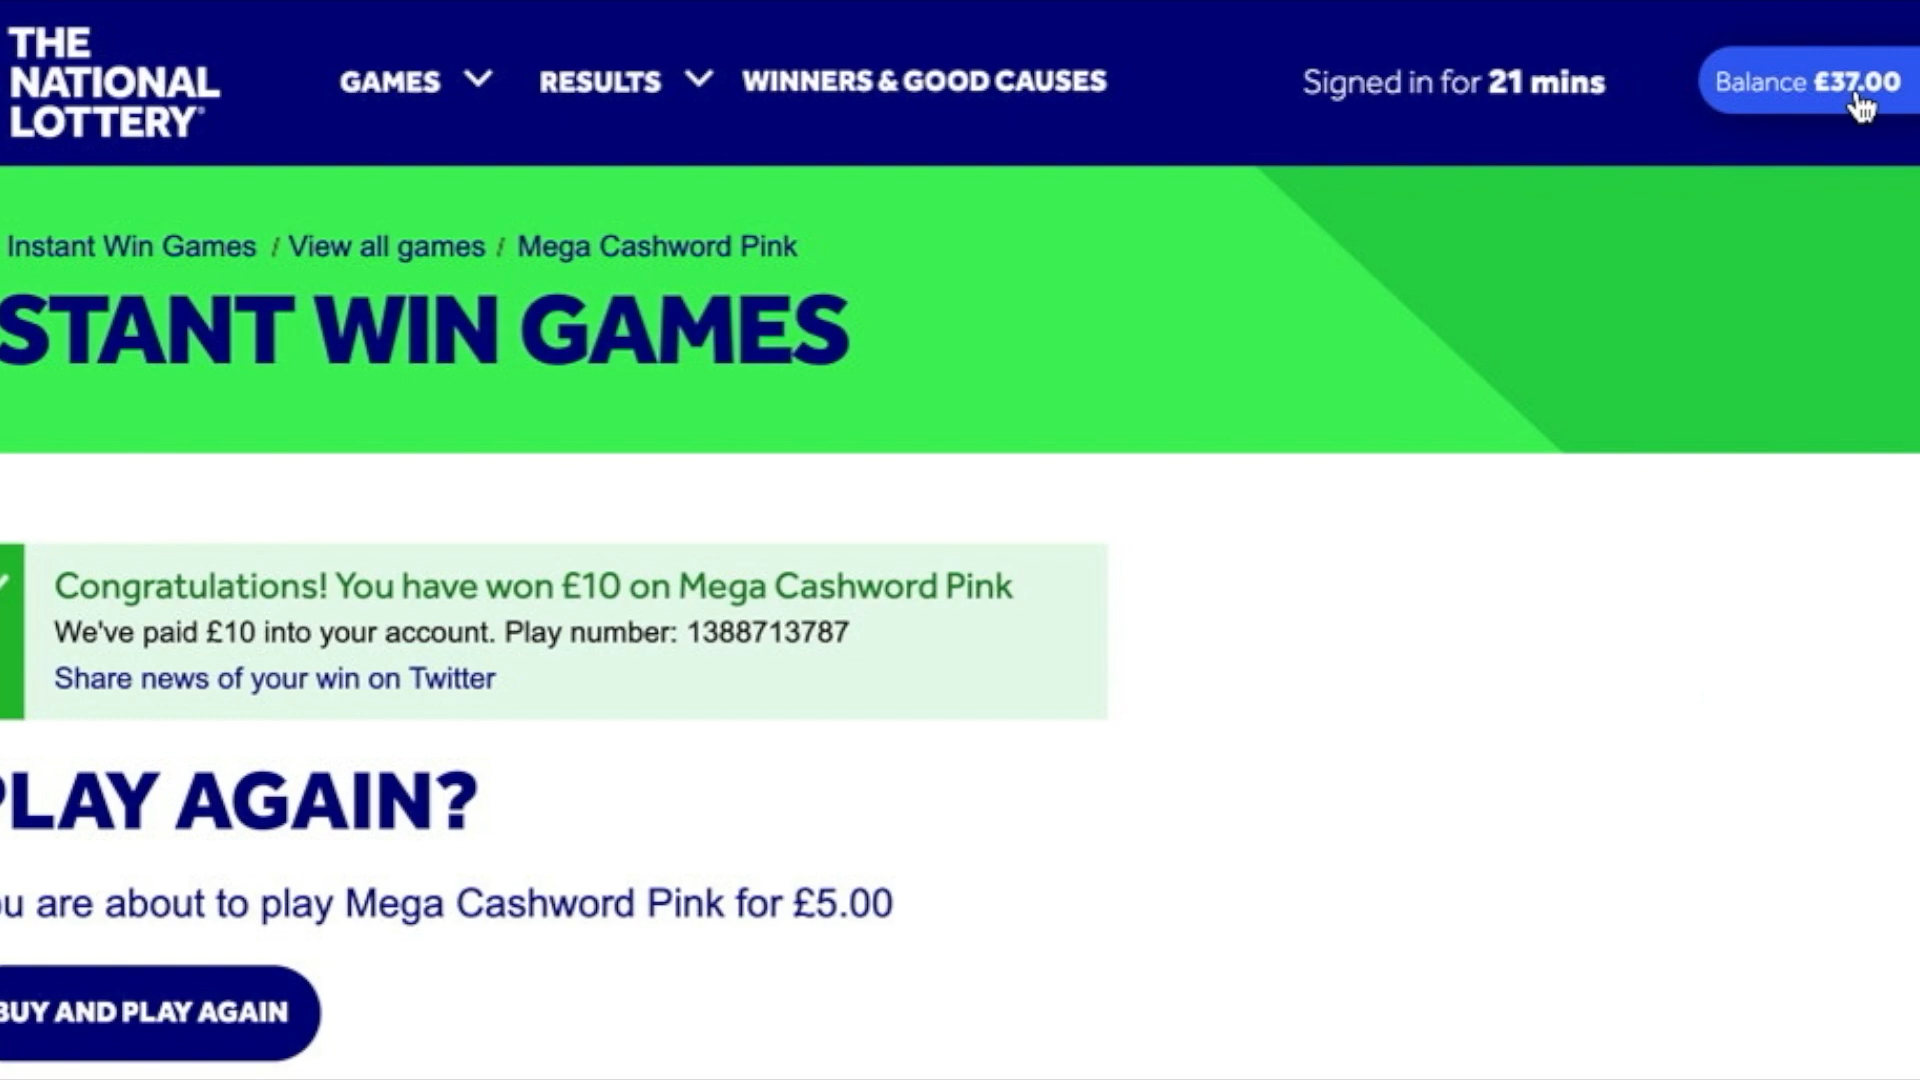 THE
NATIONAL
LOTTERY
GAMES RESULTS WINNERS & GOOD CAUSES Signed in for 21 mins Balance £37.00
Instant Win Games / View all games / Mega Cashword Pink
STANT WIN GAMES
Congratulations! You have won £10 on Mega Cashword Pink
We've paid £10 into your account. Play number: 1388713787
Share news of your win on Twitter
PLAY AGAIN?
ou are about to play Mega Cashword Pink for £5.00
BUY AND PLAY AGAIN